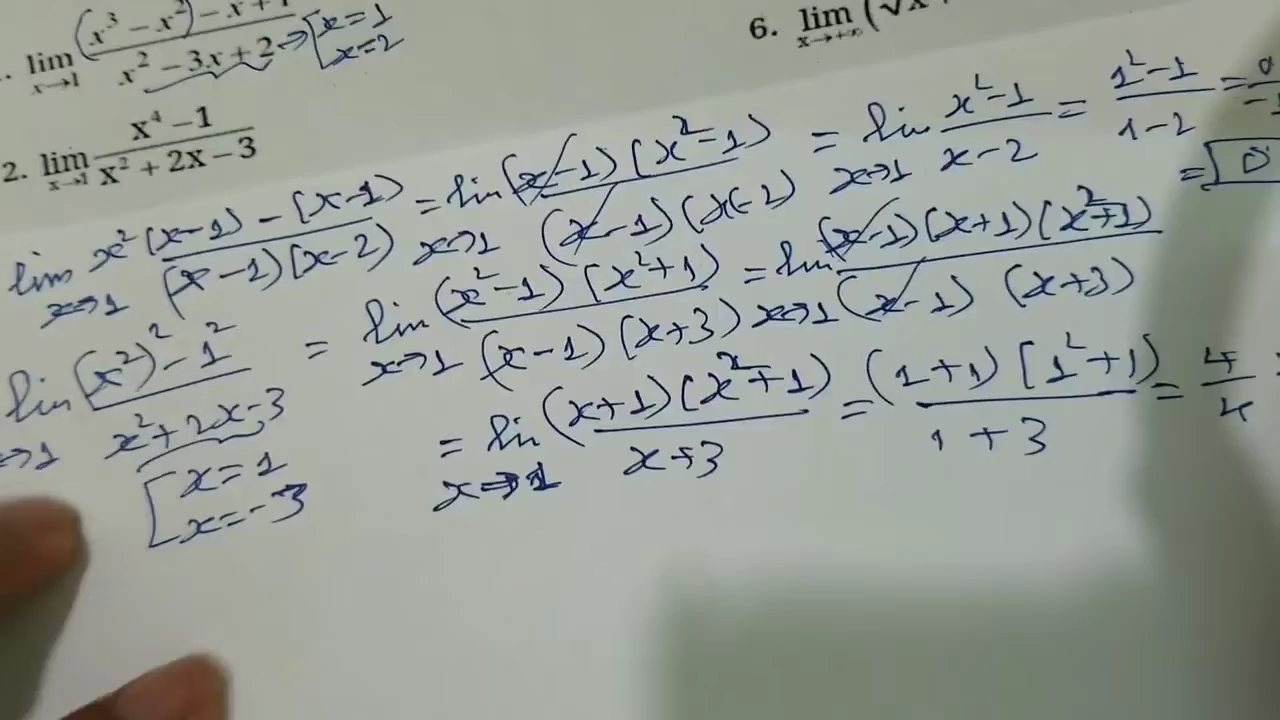 . lim x→1 (x³ − x²) − x + 1 / x² − 3x + 2 ⇒ [x=1 x=2
6. lim x→+∞ (√x
2. lim x→1 x⁴ − 1 / x² + 2x − 3
lim x→1 x²(x−1) − (x−1) / (x−1)(x−2) = lim x→1 (x−1)(x²−1) / (x−1)(x−2) = lim x→1 x²−1 / x−2 = 1²−1 / 1−2 = 0 / −1
= 0
lim x→1 (x²)² − 1² / x²+2x−3 = lim x→1 (x²−1)(x²+1) / (x−1)(x+3) = lim x→1 (x−1)(x+1)(x²+1) / (x−1)(x+3)
[x=1 x=−3
= lim x→1 (x+1)(x²+1) / x+3 = (1+1)(1²+1) / 1+3 = 4 / 4